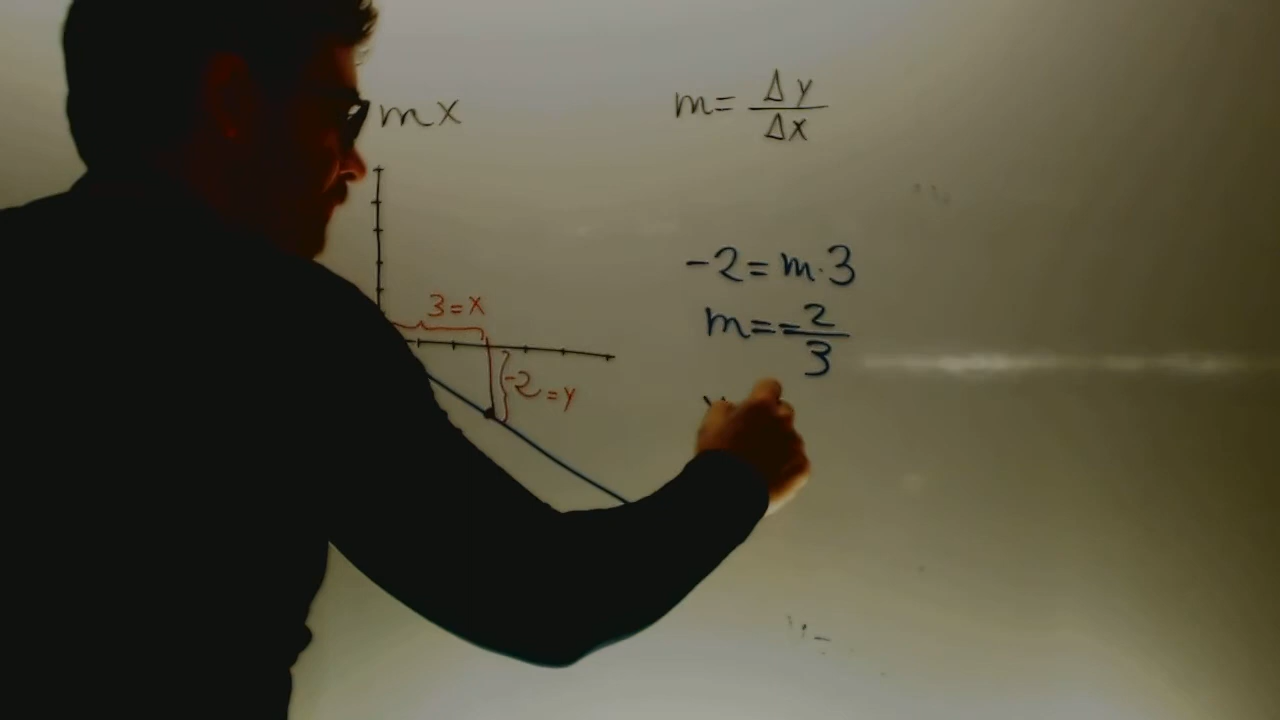 mx
m = Δy/Δx
-2 = m·3
m = -2/3
3 = x
-2 = y